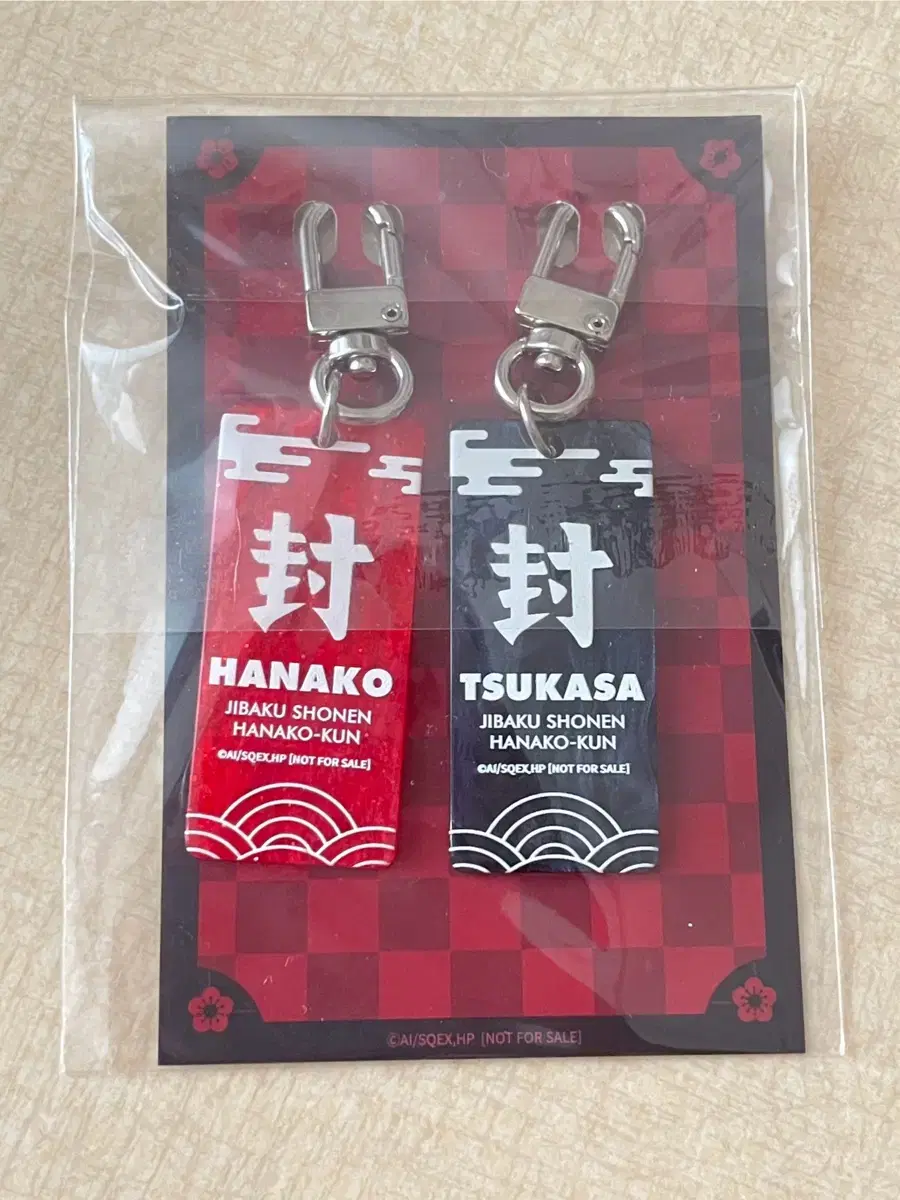 封
HANAKO
JIBAKU SHONEN
HANAKO-KUN
©AI/SQEX,HP [NOT FOR SALE]
封
TSUKASA
JIBAKU SHONEN
HANAKO-KUN
©AI/SQEX,HP [NOT FOR SALE]
©AI/SQEX,HP [NOT FOR SALE]